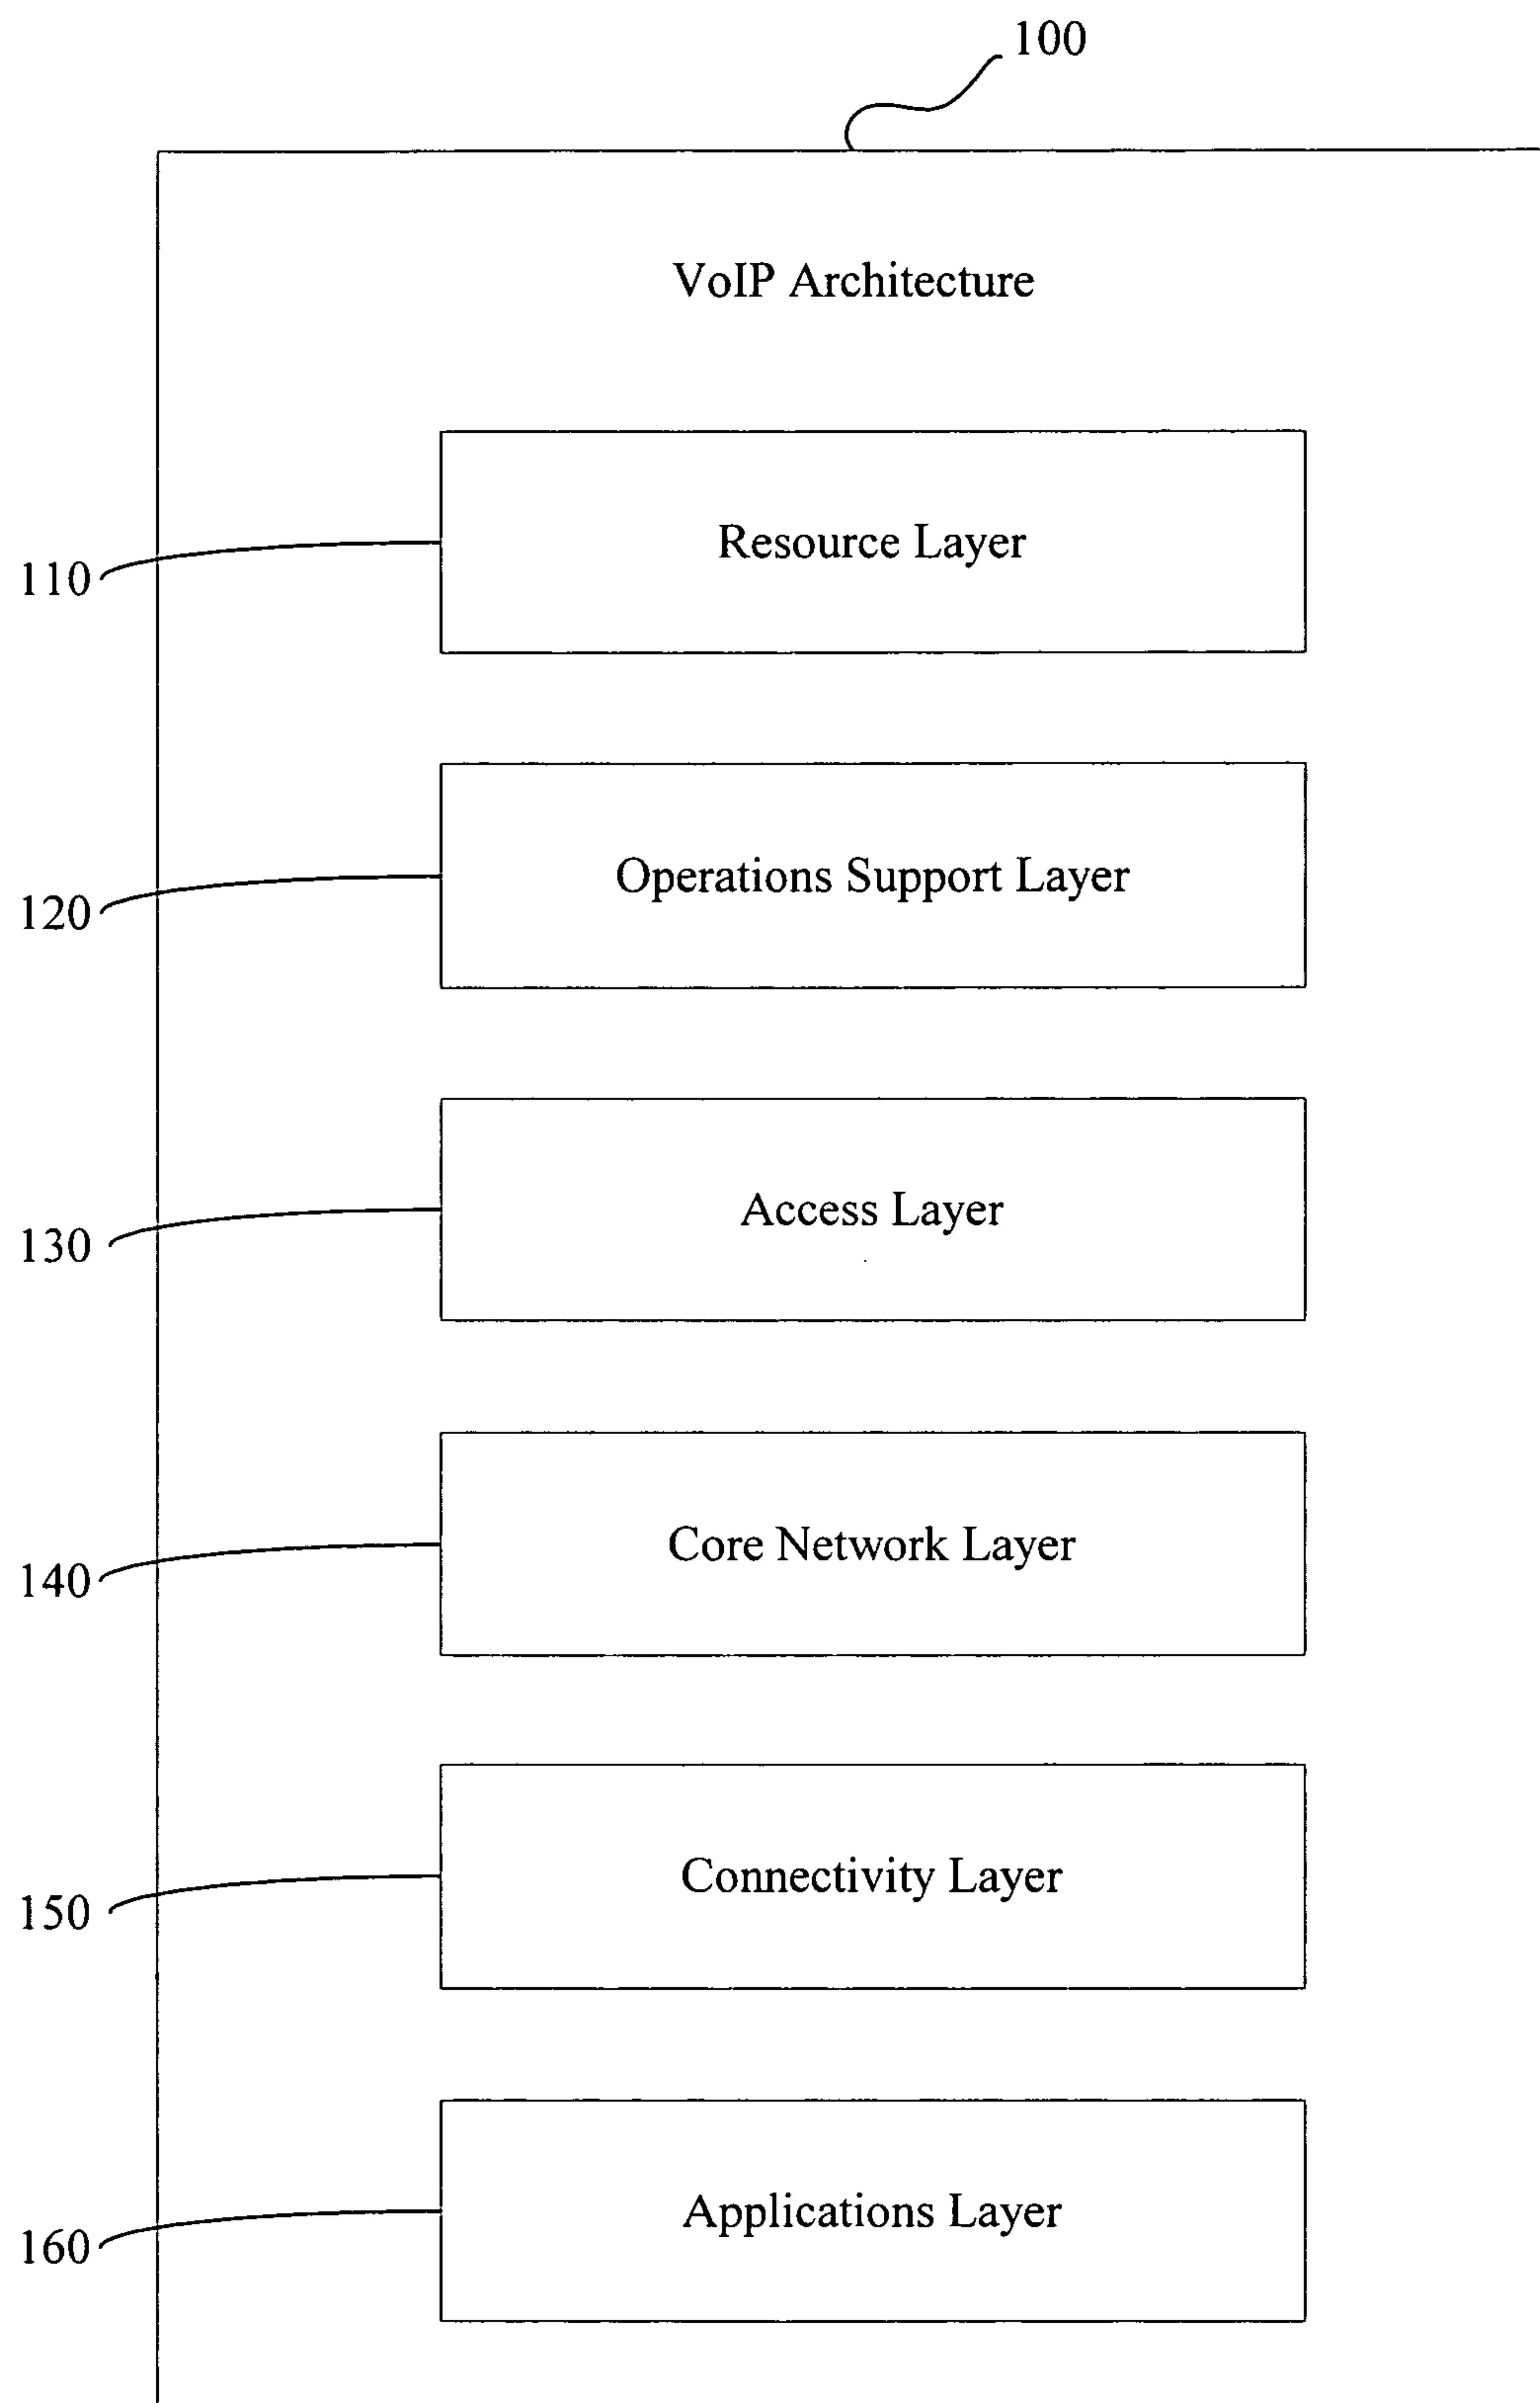 100
VoIP Architecture
Resource Layer
110
Operations Support Layer
120
Access Layer
130
Core Network Layer
140
Connectivity Layer
150
Applications Layer
160